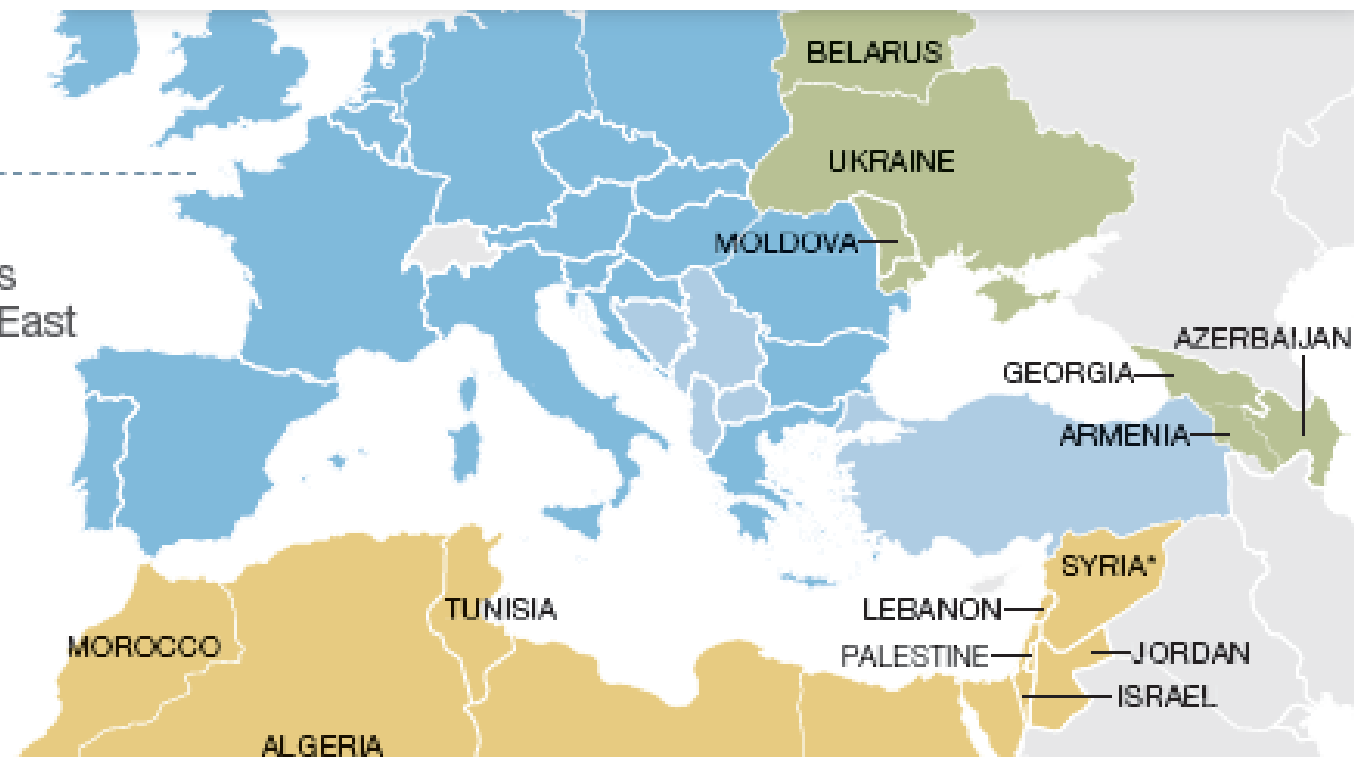 BELARUS
UKRAINE
MOLDOVA
s
East
AZERBAIJAN
GEORGIA
ARMENIA
SYRIA*
TUNISIA
LEBANON
MOROCCO
PALESTINE
JORDAN
ISRAEL
ALGERIA